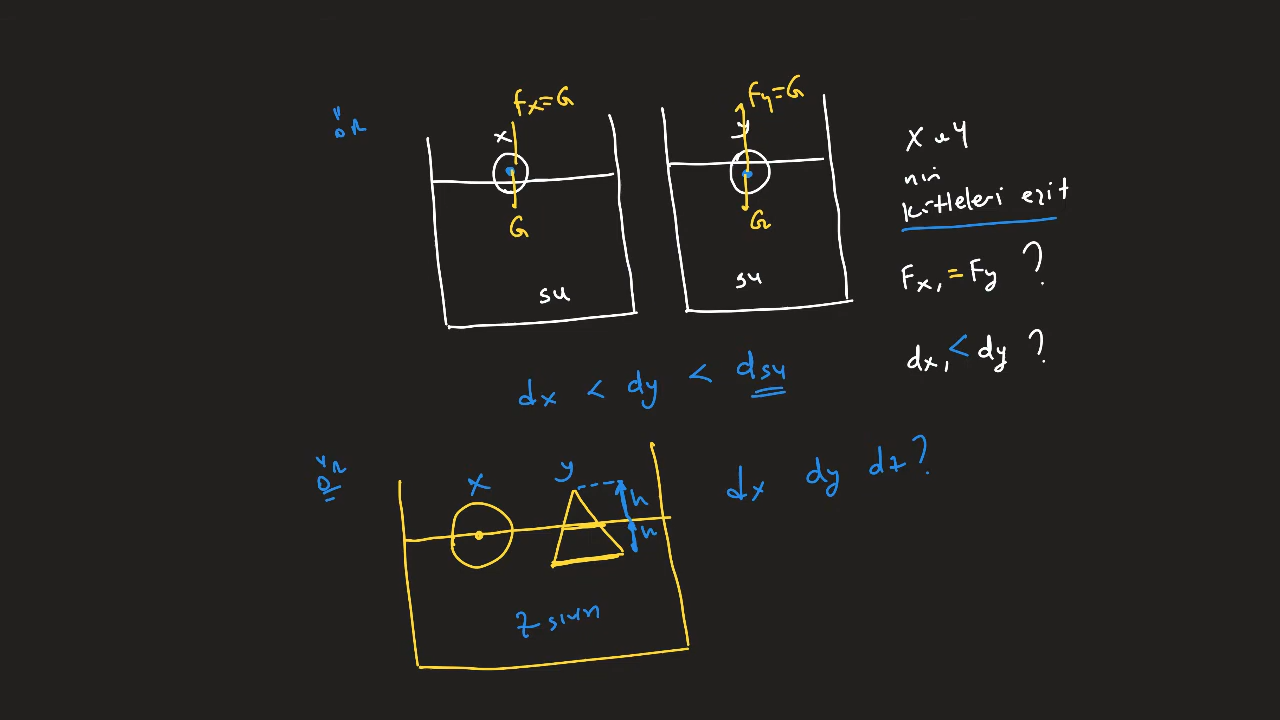 ÖR
x
Fx=G
G
su
y
Fy=G
G
su
X ve Y
nin
kütleleri eşit
Fx, = Fy ?
dx, < dy ?
dx < dy < dsu
ÖR
x
y
h
h
z sıvısı
dx dy dz?